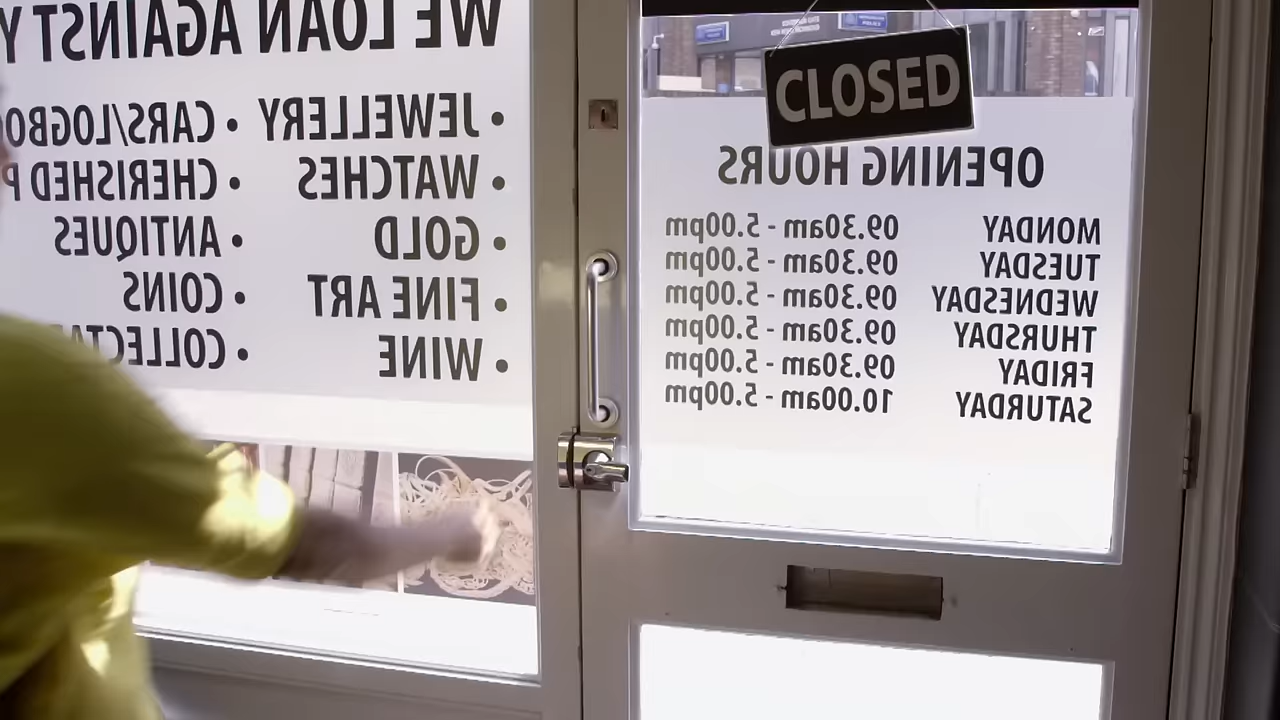 WE LOAN AGAINST Y
• JEWELLERY
• WATCHES
• GOLD
• FINE ART
• WINE
• CARS/LOGBO
• CHERISHED P
• ANTIQUES
• COINS
• COLLECTA
CLOSED
OPENING HOURS
MONDAY 09.30am - 5.00pm
TUESDAY 09.30am - 5.00pm
WEDNESDAY 09.30am - 5.00pm
THURSDAY 09.30am - 5.00pm
FRIDAY 09.30am - 5.00pm
SATURDAY 10.00am - 5.00pm